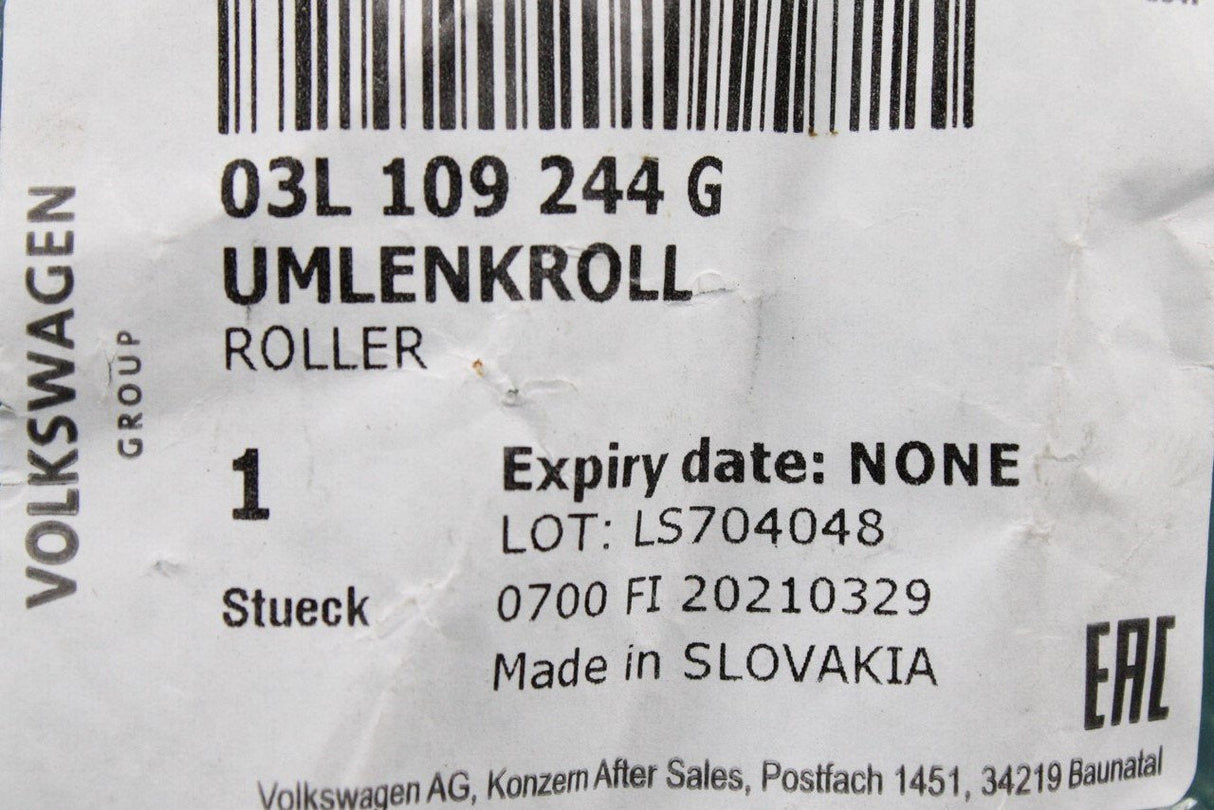 03L 109 244 G
UMLENKROLL
ROLLER
VOLKSWAGEN
GROUP
1
Stueck
Expiry date: NONE
LOT: LS704048
0700 FI 20210329
Made in SLOVAKIA
EAC
Volkswagen AG, Konzern After Sales, Postfach 1451, 34219 Baunatal